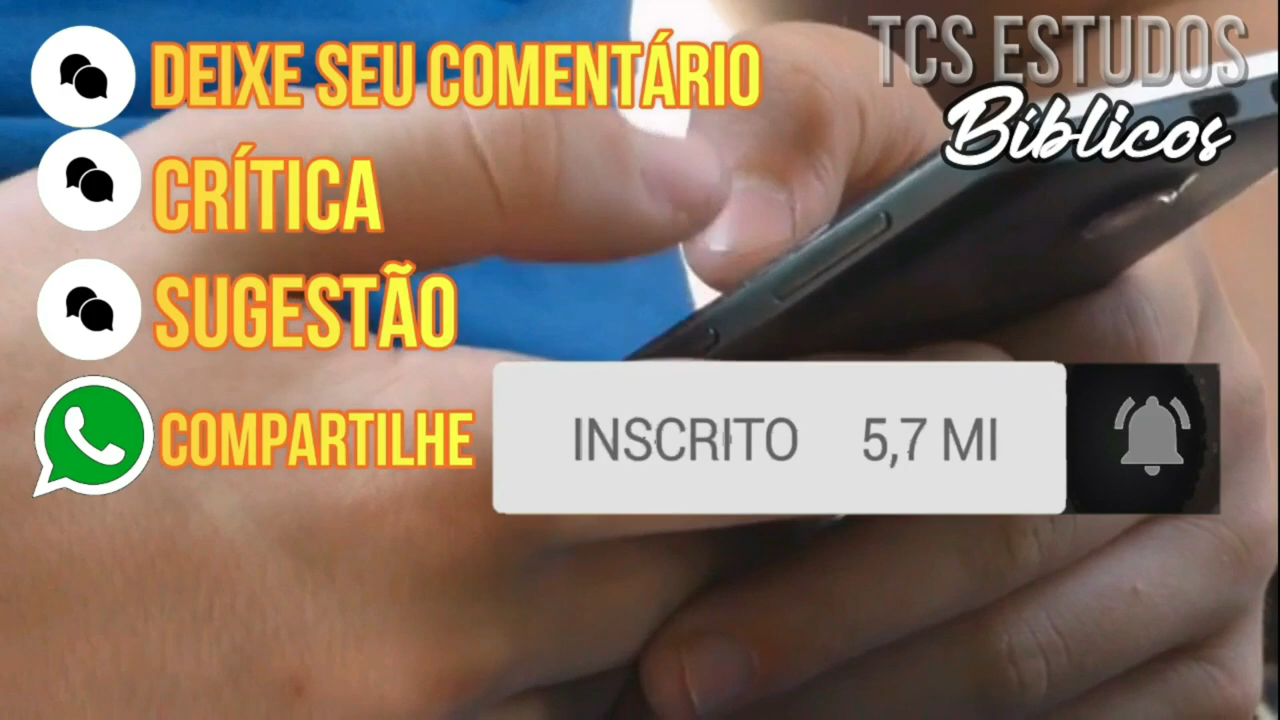 TCS ESTUDOS
Bíblicos
DEIXE SEU COMENTÁRIO
CRÍTICA
SUGESTÃO
COMPARTILHE
INSCRITO 5,7 MI